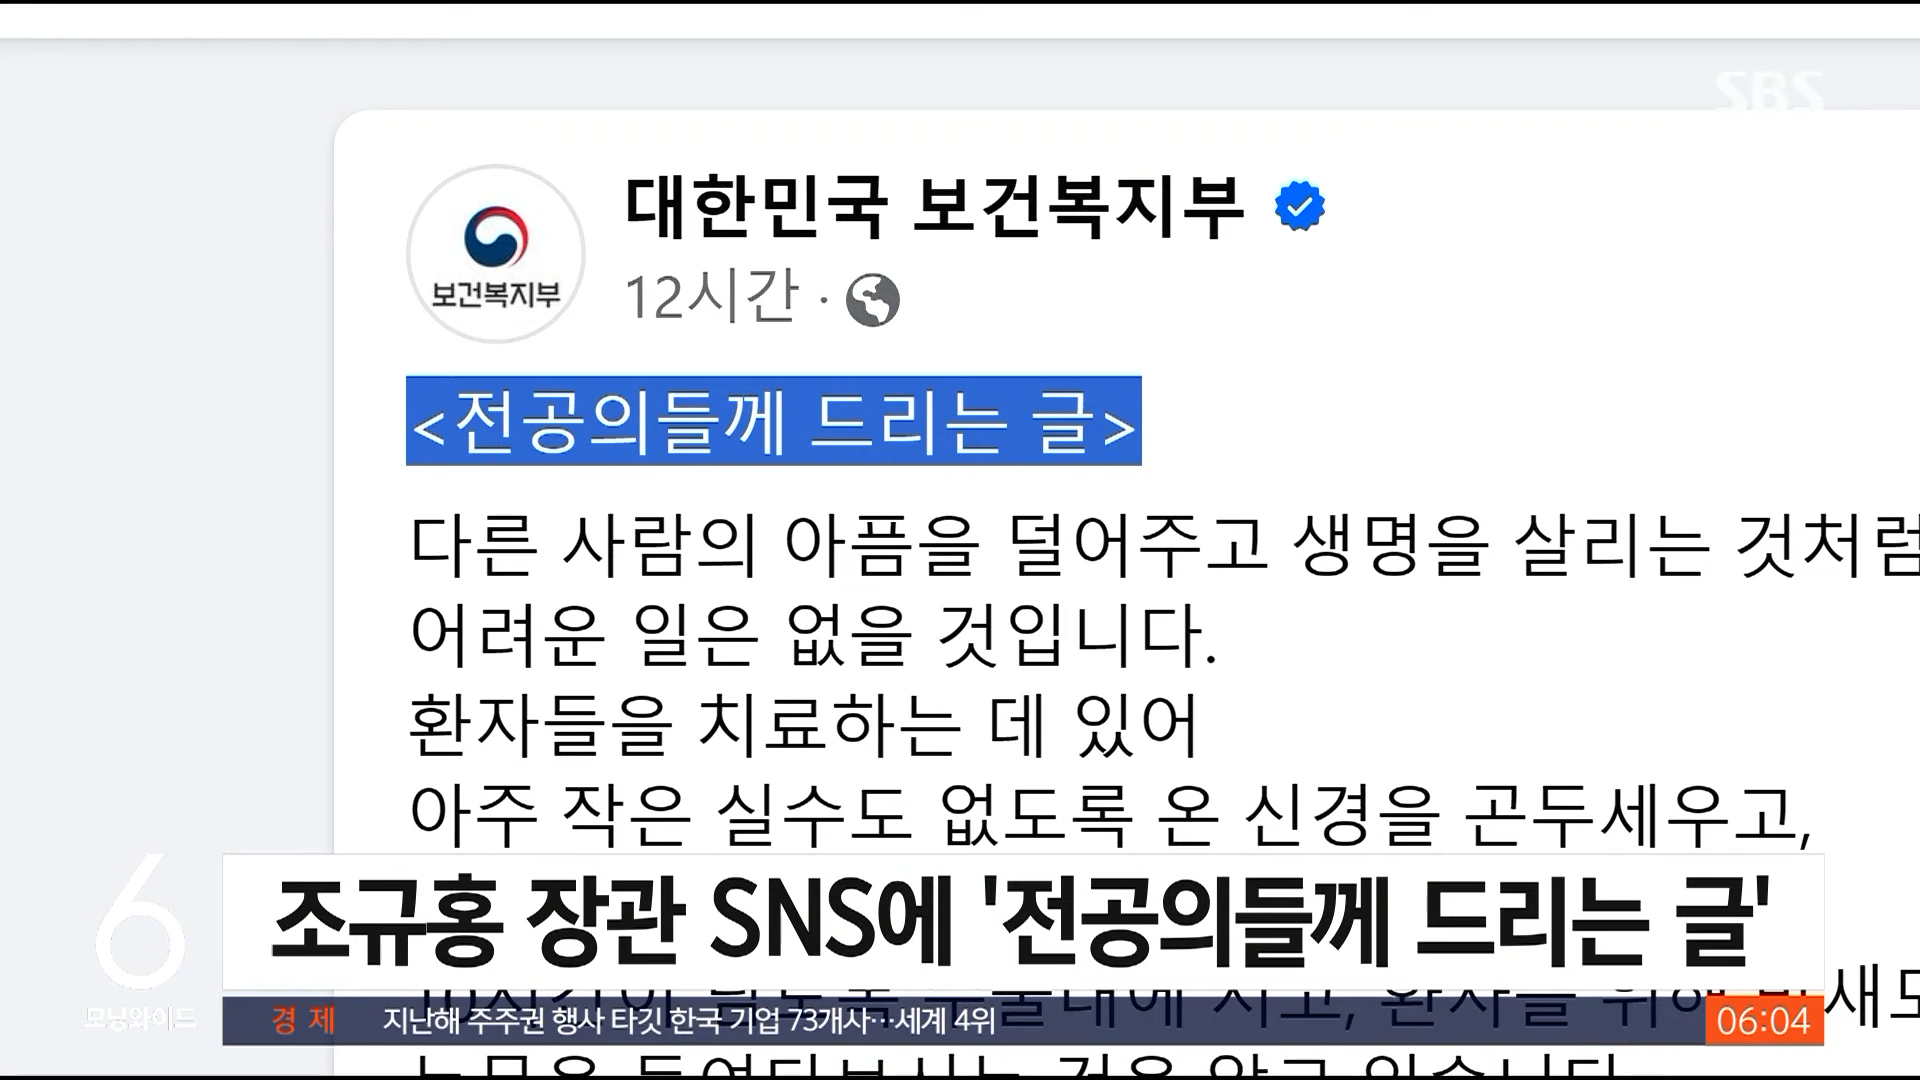 SBS
대한민국 보건복지부
보건복지부
12시간 ·
<전공의들께 드리는 글>
다른 사람의 아픔을 덜어주고 생명을 살리는 것처럼
어려운 일은 없을 것입니다.
환자들을 치료하는 데 있어
아주 작은 실수도 없도록 온 신경을 곤두세우고,
6
모닝와이드
조규홍 장관 SNS에 '전공의들께 드리는 글'
경제 지난해 주주권 행사 타깃 한국 기업 73개사…세계 4위
06:04